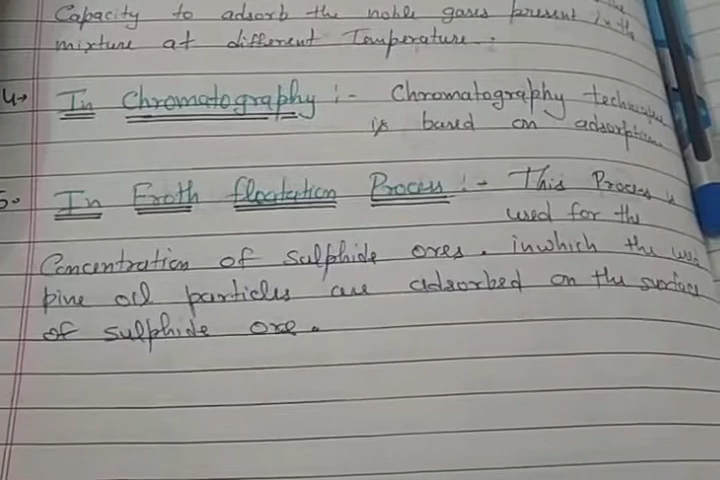 Capacity to adsorb the noble gases present in the
mixture at different Temperature.
4→ In Chromatography :- Chromatography technique
is based on adsorption.
5. In Froth floatation Process :- This Process is
used for the
Concentration of sulphide ores. inwhich the
pine oil particles are adsorbed on the surface
of sulphide ore.